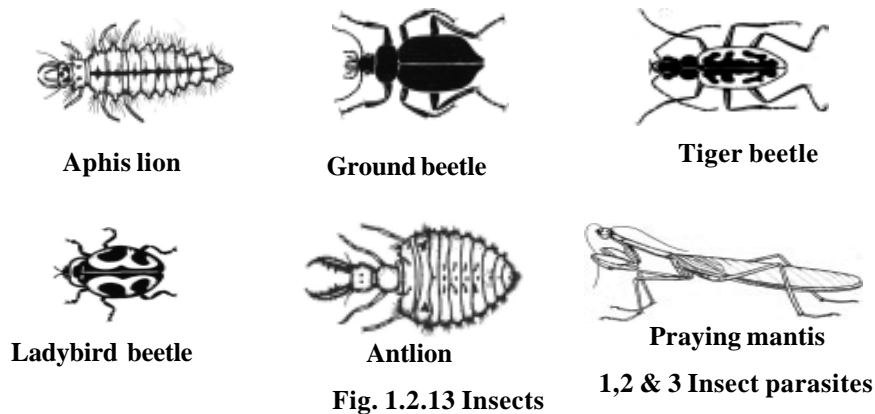 Aphis lion
Ground beetle
Tiger beetle
Ladybird beetle
Antlion
Praying mantis
Fig. 1.2.13 Insects
1,2 & 3 Insect parasites